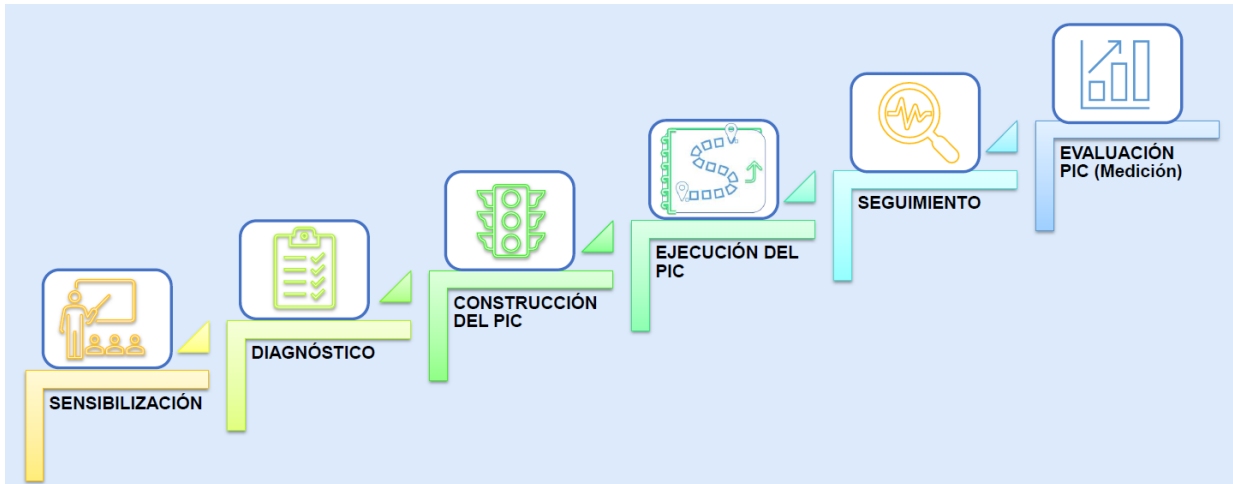 SENSIBILIZACIÓN
DIAGNÓSTICO
CONSTRUCCIÓN
DEL PIC
EJECUCIÓN DEL
PIC
SEGUIMIENTO
EVALUACIÓN
PIC (Medición)